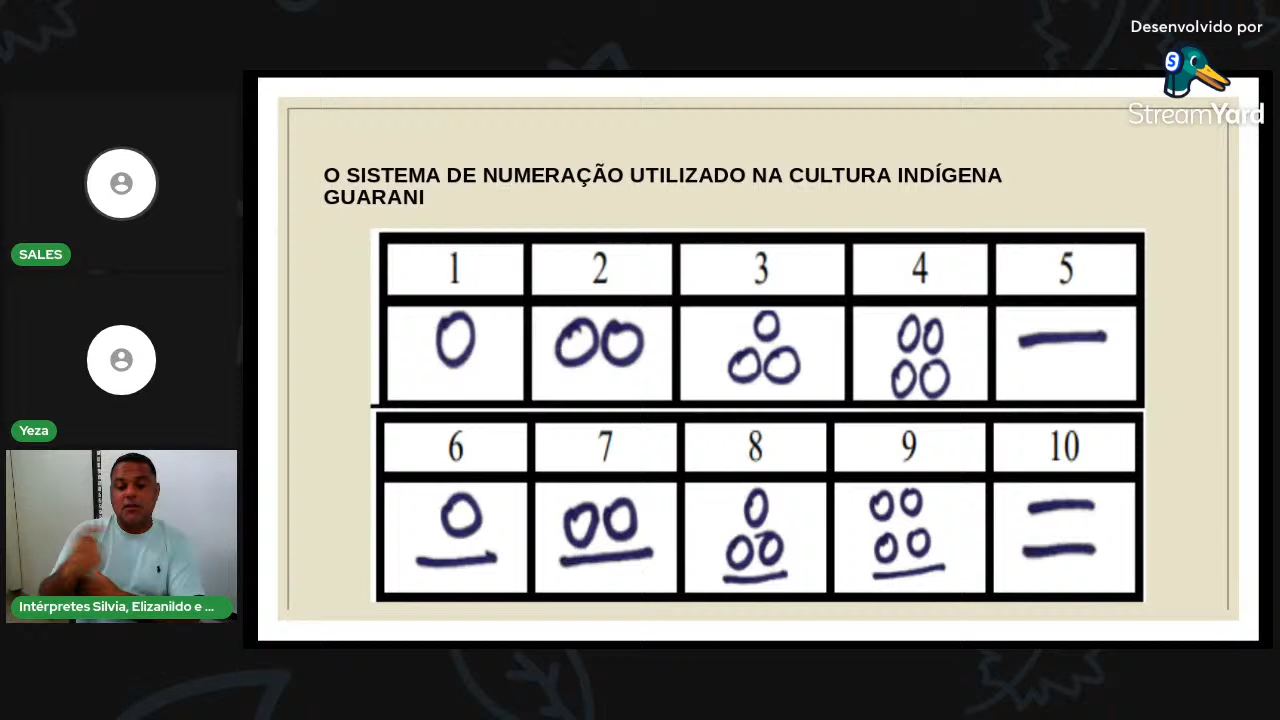 Desenvolvido por
StreamYard
SALES
Yeza
Intérpretes Silvia, Elizanildo e ...
O SISTEMA DE NUMERAÇÃO UTILIZADO NA CULTURA INDÍGENA
GUARANI
1 2 3 4 5
6 7 8 9 10